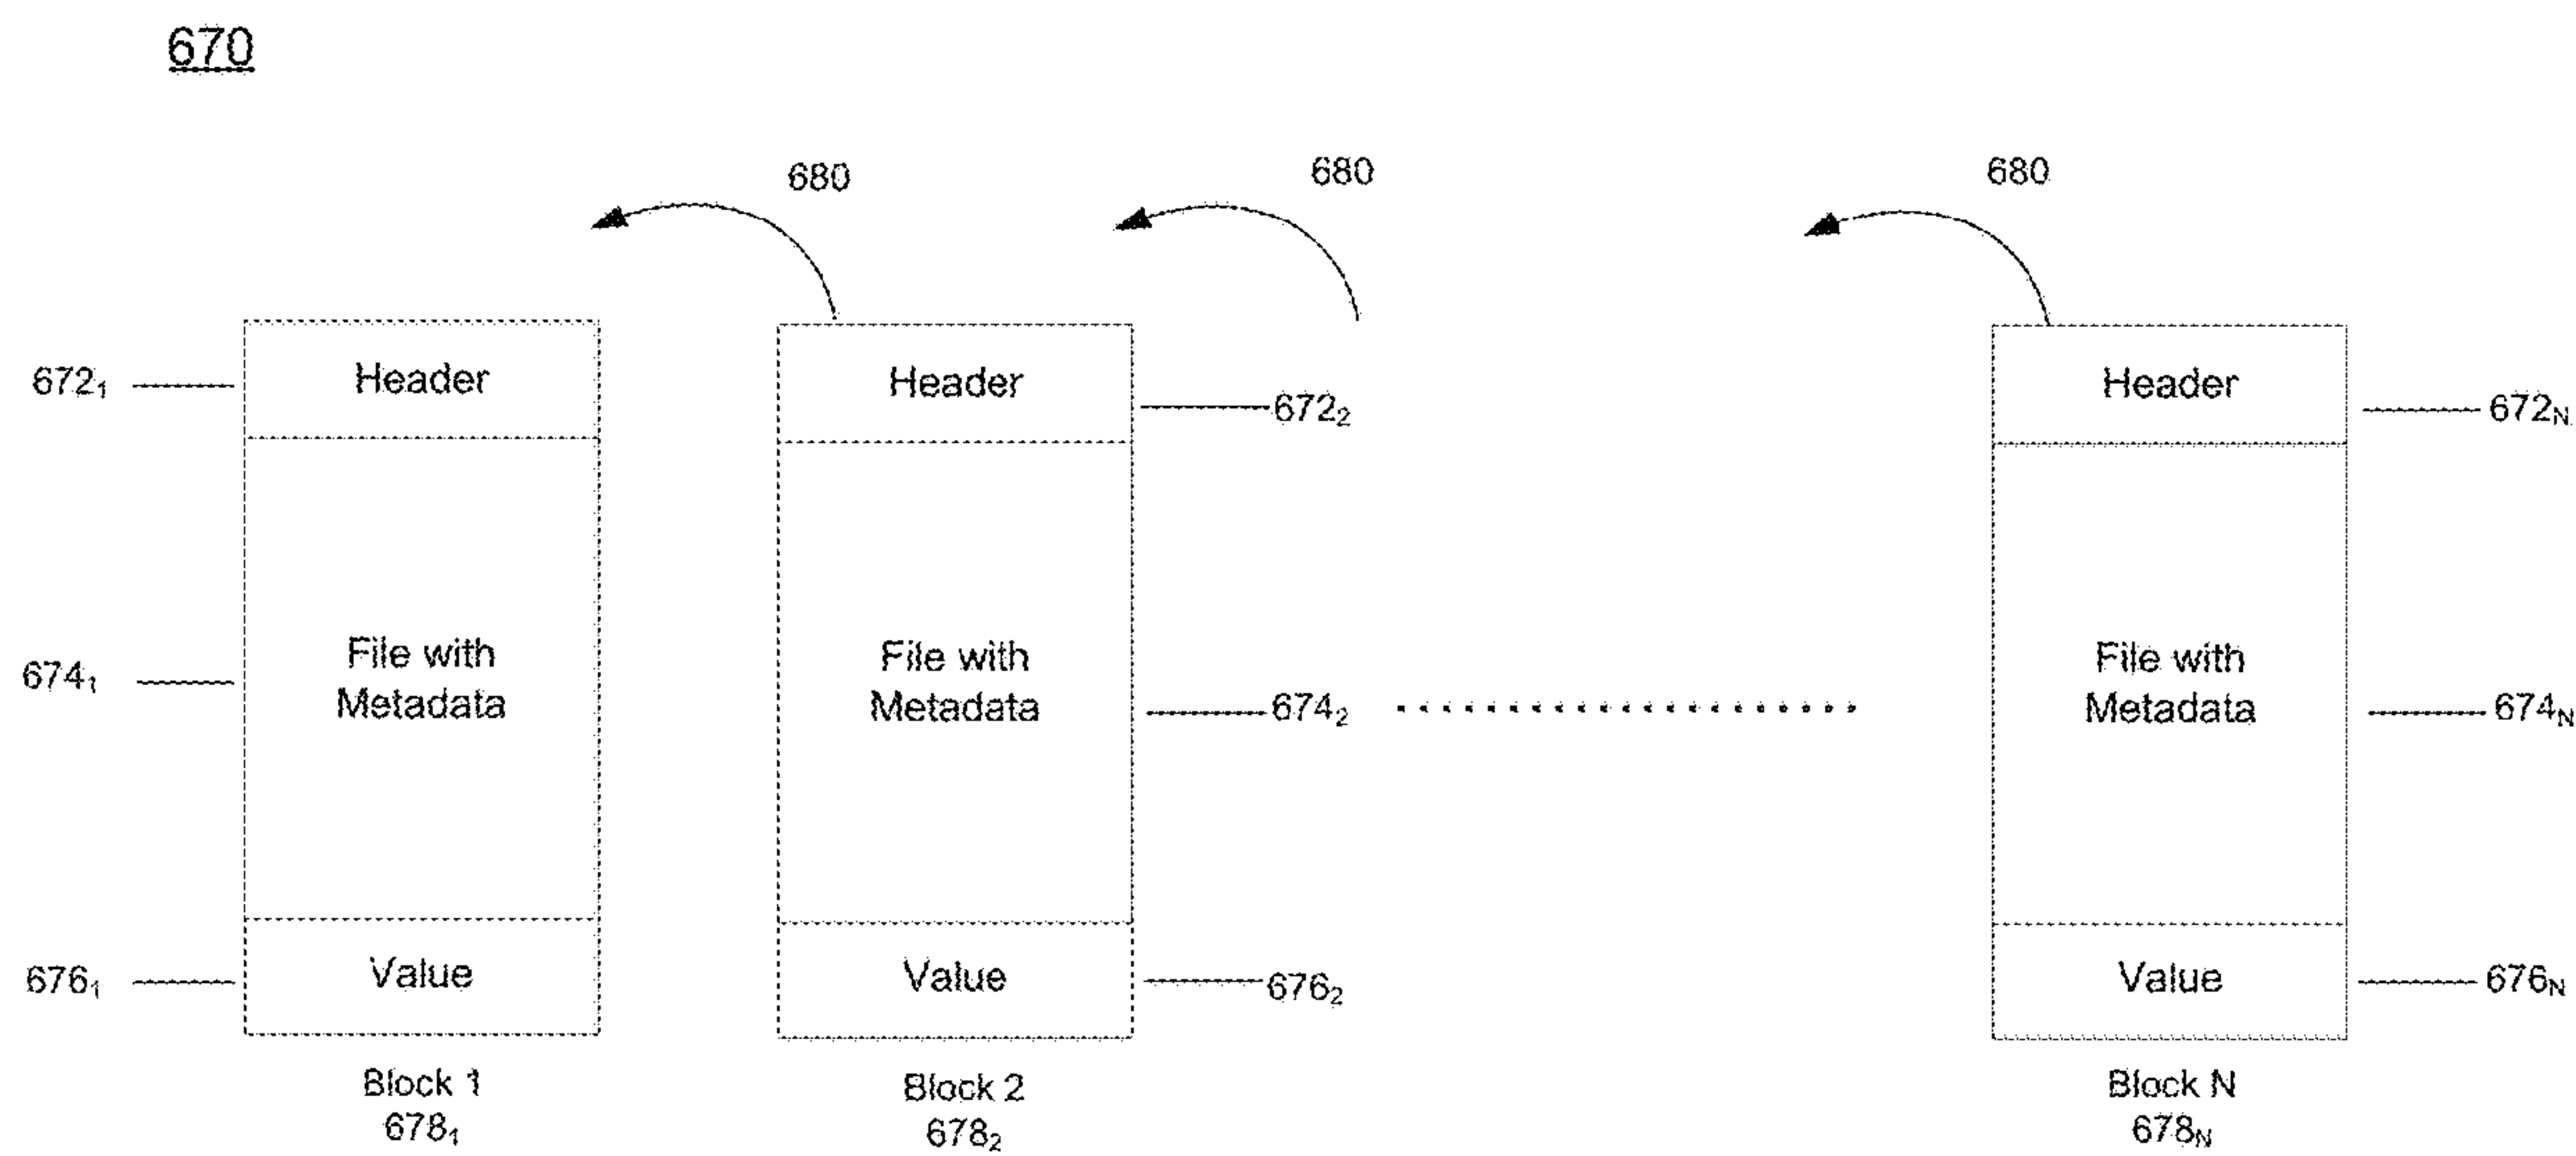 670
680
680
680
Header
Header
Header
672₁
672₂
672N
File with
Metadata
File with
Metadata
File with
Metadata
674₁
674₂
674N
Value
Value
Value
676₁
676₂
676N
Block 1
678₁
Block 2
678₂
Block N
678N